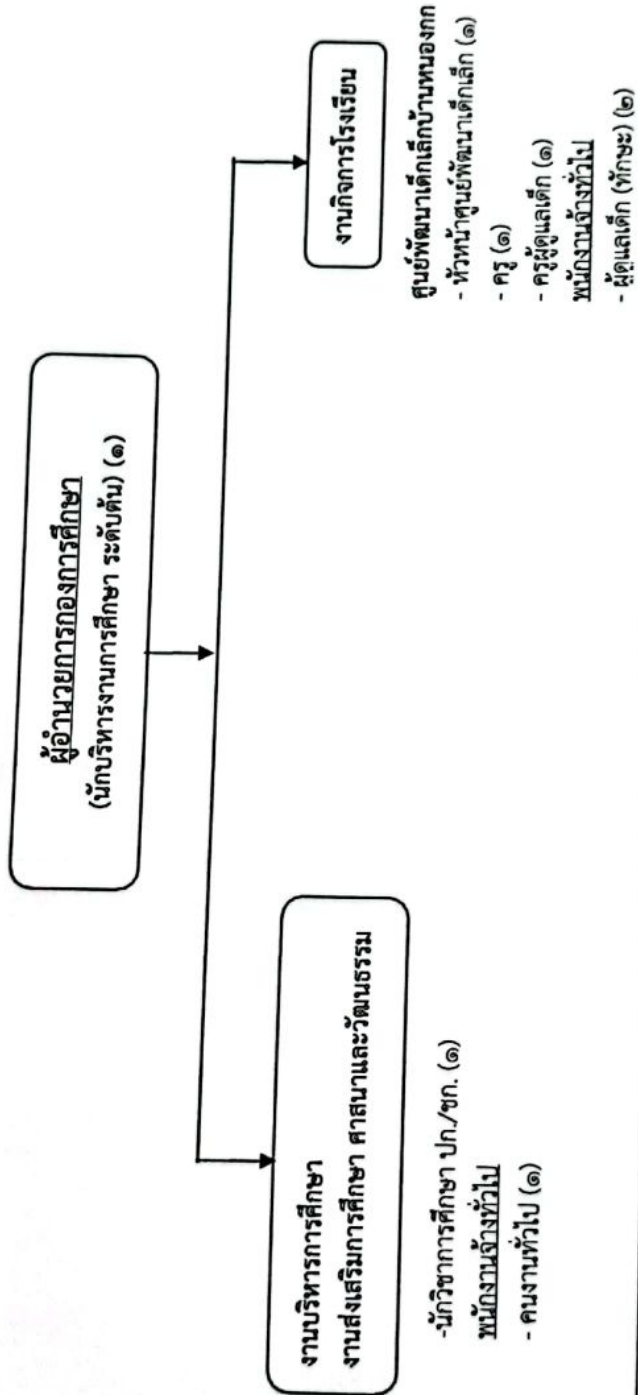 ผู้อำนวยการกองการศึกษา
(นักบริหารงานการศึกษา ระดับต้น) (๑)
งานบริหารการศึกษา
งานส่งเสริมการศึกษา ศาสนาและวัฒนธรรม
-นักวิชาการศึกษา ปก./ชก. (๑)
พนักงานจ้างทั่วไป
- คนงานทั่วไป (๑)
งานกิจการโรงเรียน
ศูนย์พัฒนาเด็กเล็กบ้านหนองกก
- หัวหน้าศูนย์พัฒนาเด็กเล็ก (๑)
- ครู (๑)
- ครูผู้ดูแลเด็ก (๑)
พนักงานจ้างทั่วไป
- ผู้ดูแลเด็ก (ทักษะ) (๒)